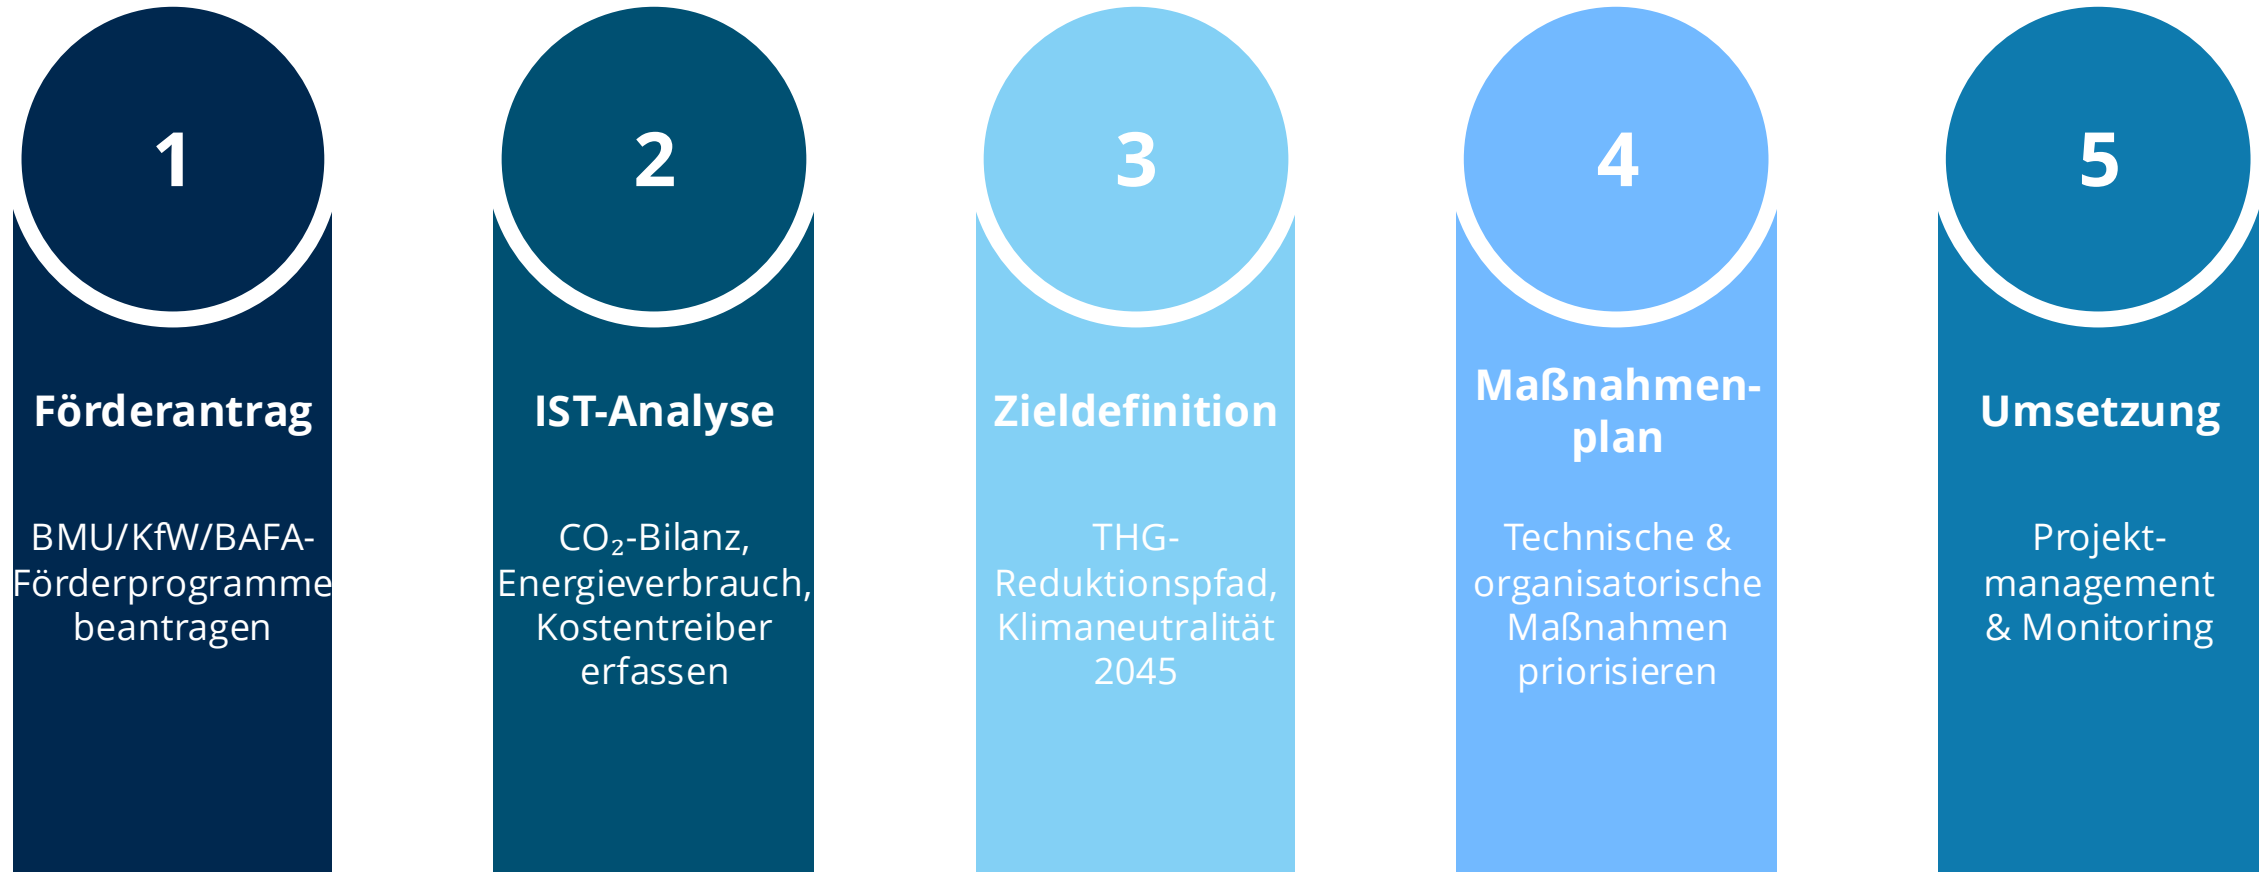 1
Förderantrag
BMU/KfW/BAFA-
Förderprogramme
beantragen
2
IST-Analyse
CO₂-Bilanz,
Energieverbrauch,
Kostentreiber
erfassen
3
Zieldefinition
THG-
Reduktionspfad,
Klimaneutralität
2045
4
Maßnahmen-
plan
Technische &
organisatorische
Maßnahmen
priorisieren
5
Umsetzung
Projekt-
management
& Monitoring